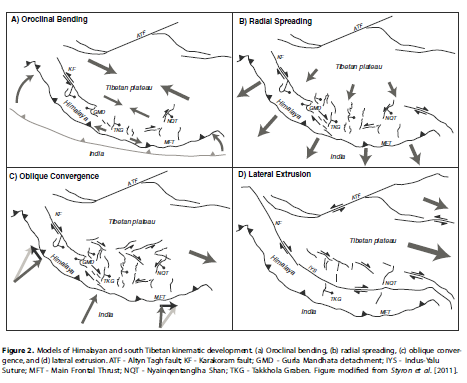 A) Oroclinal Bending
ATF
KF
Tibetan plateau
Himalaya
GMD
TKG
NQT
MFT
India
B) Radial Spreading
ATF
KF
Tibetan plateau
Himalaya
GMD
TKG
NQT
MFT
India
C) Oblique Convergence
ATF
KF
Tibetan plateau
Himalaya
GMD
TKG
NQT
MFT
India
D) Lateral Extrusion
ATF
KF
Tibetan plateau
Himalaya
IYS
TKG
NQT
India
Figure 2. Models of Himalayan and south Tibetan kinematic development. (a) Oroclinal bending, (b) radial spreading, (c) oblique conver-
gence, and (d) lateral extrusion. ATF - Altyn Tagh fault; KF - Karakoram fault; GMD - Gurla Mandhata detachment; IYS - Indus-Yalu
Suture; MFT - Main Frontal Thrust; NQT - Nyainqentanglha Shan; TKG - Takkhola Graben. Figure modified from Styron et al. [2011].